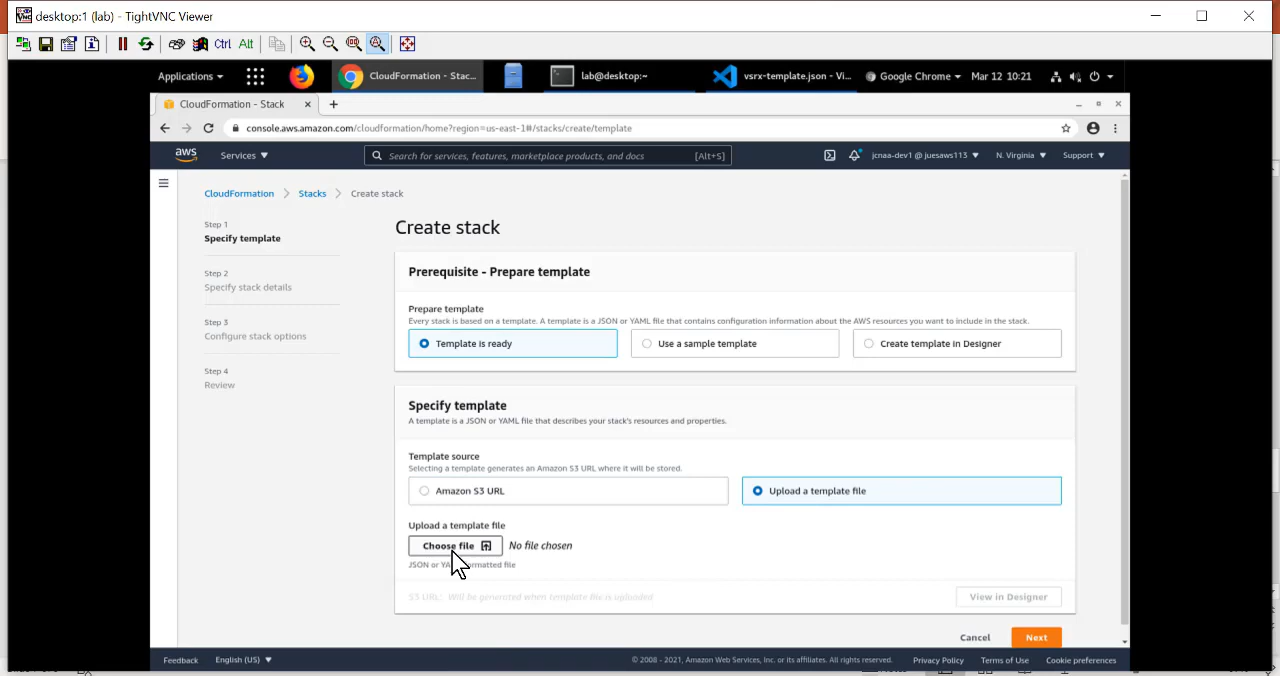 desktop:1 (lab) - TightVNC Viewer
Ctrl Alt
Applications
CloudFormation - Stac...
lab@desktop:~
vsrx-template.json - Vi...
Google Chrome
Mar 12 10:21
CloudFormation - Stack
console.aws.amazon.com/cloudformation/home?region=us-east-1#/stacks/create/template
aws
Services
Search for services, features, marketplace products, and docs
[Alt+S]
jcnaa-dev1 @ juesaws113
N. Virginia
Support
CloudFormation
Stacks
Create stack
Step 1
Specify template
Step 2
Specify stack details
Step 3
Configure stack options
Step 4
Review
Create stack
Prerequisite - Prepare template
Prepare template
Every stack is based on a template. A template is a JSON or YAML file that contains configuration information about the AWS resources you want to include in the stack.
Template is ready
Use a sample template
Create template in Designer
Specify template
A template is a JSON or YAML file that describes your stack's resources and properties.
Template source
Selecting a template generates an Amazon S3 URL where it will be stored.
Amazon S3 URL
Upload a template file
Upload a template file
Choose file
No file chosen
JSON or YA formatted file
S3 URL: Will be generated when template file is uploaded
View in Designer
Cancel
Next
Feedback
English (US)
© 2008 - 2021, Amazon Web Services, Inc. or its affiliates. All rights reserved.
Privacy Policy
Terms of Use
Cookie preferences